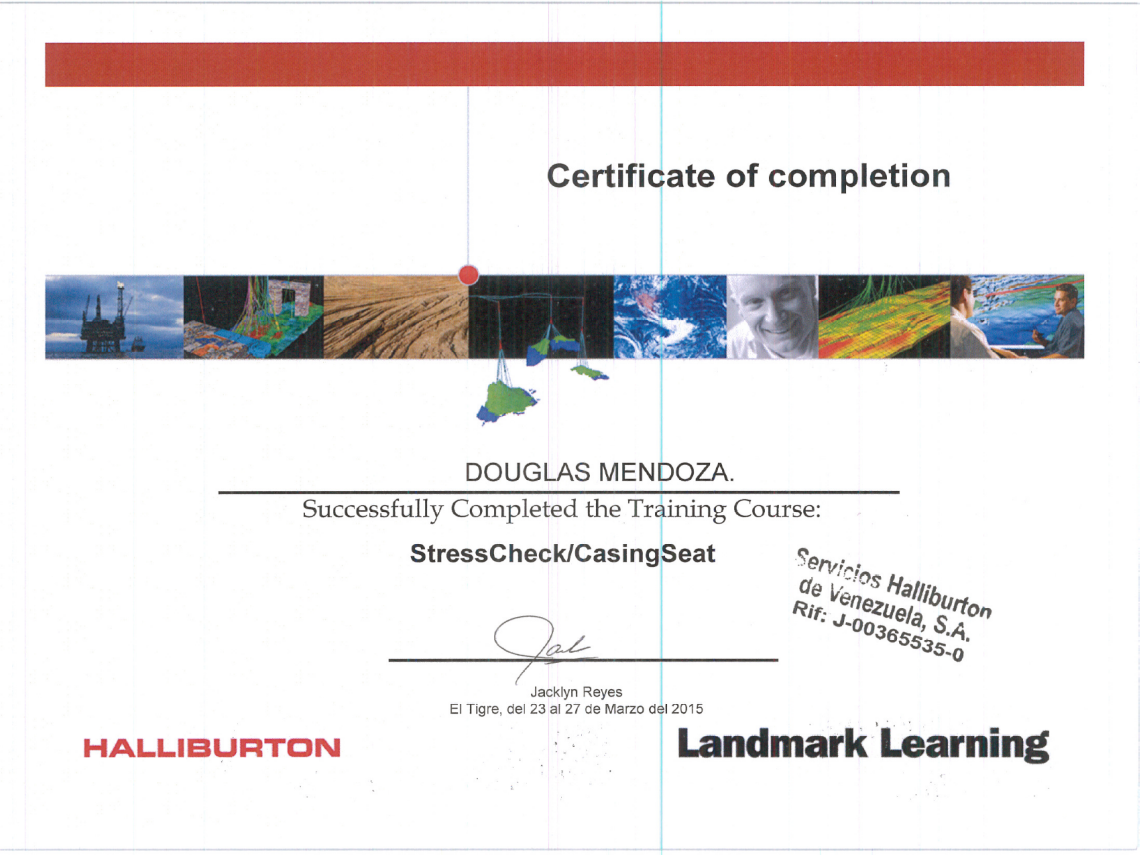 Certificate of completion
DOUGLAS MENDOZA.
Successfully Completed the Training Course:
StressCheck/CasingSeat
Servicios Halliburton
de Venezuela, S.A.
Rif: J-00365535-0
Jacklyn Reyes
El Tigre, del 23 al 27 de Marzo del 2015
HALLIBURTON
Landmark Learning